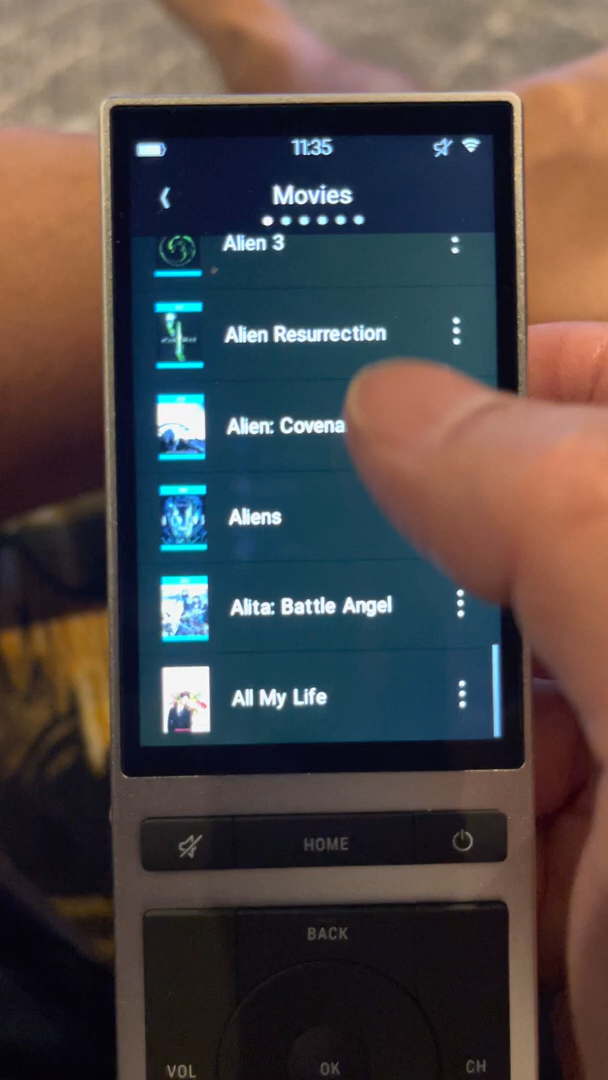 11:35
Movies
Alien 3
Alien Resurrection
Alien: Covena
Aliens
Alita: Battle Angel
All My Life
HOME
BACK
VOL
OK
CH